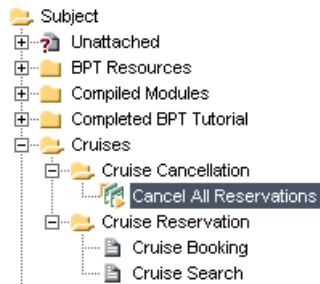 Subject
Unattached
BPT Resources
Compiled Modules
Completed BPT Tutorial
Cruises
Cruise Cancellation
Cancel All Reservations
Cruise Reservation
Cruise Booking
Cruise Search